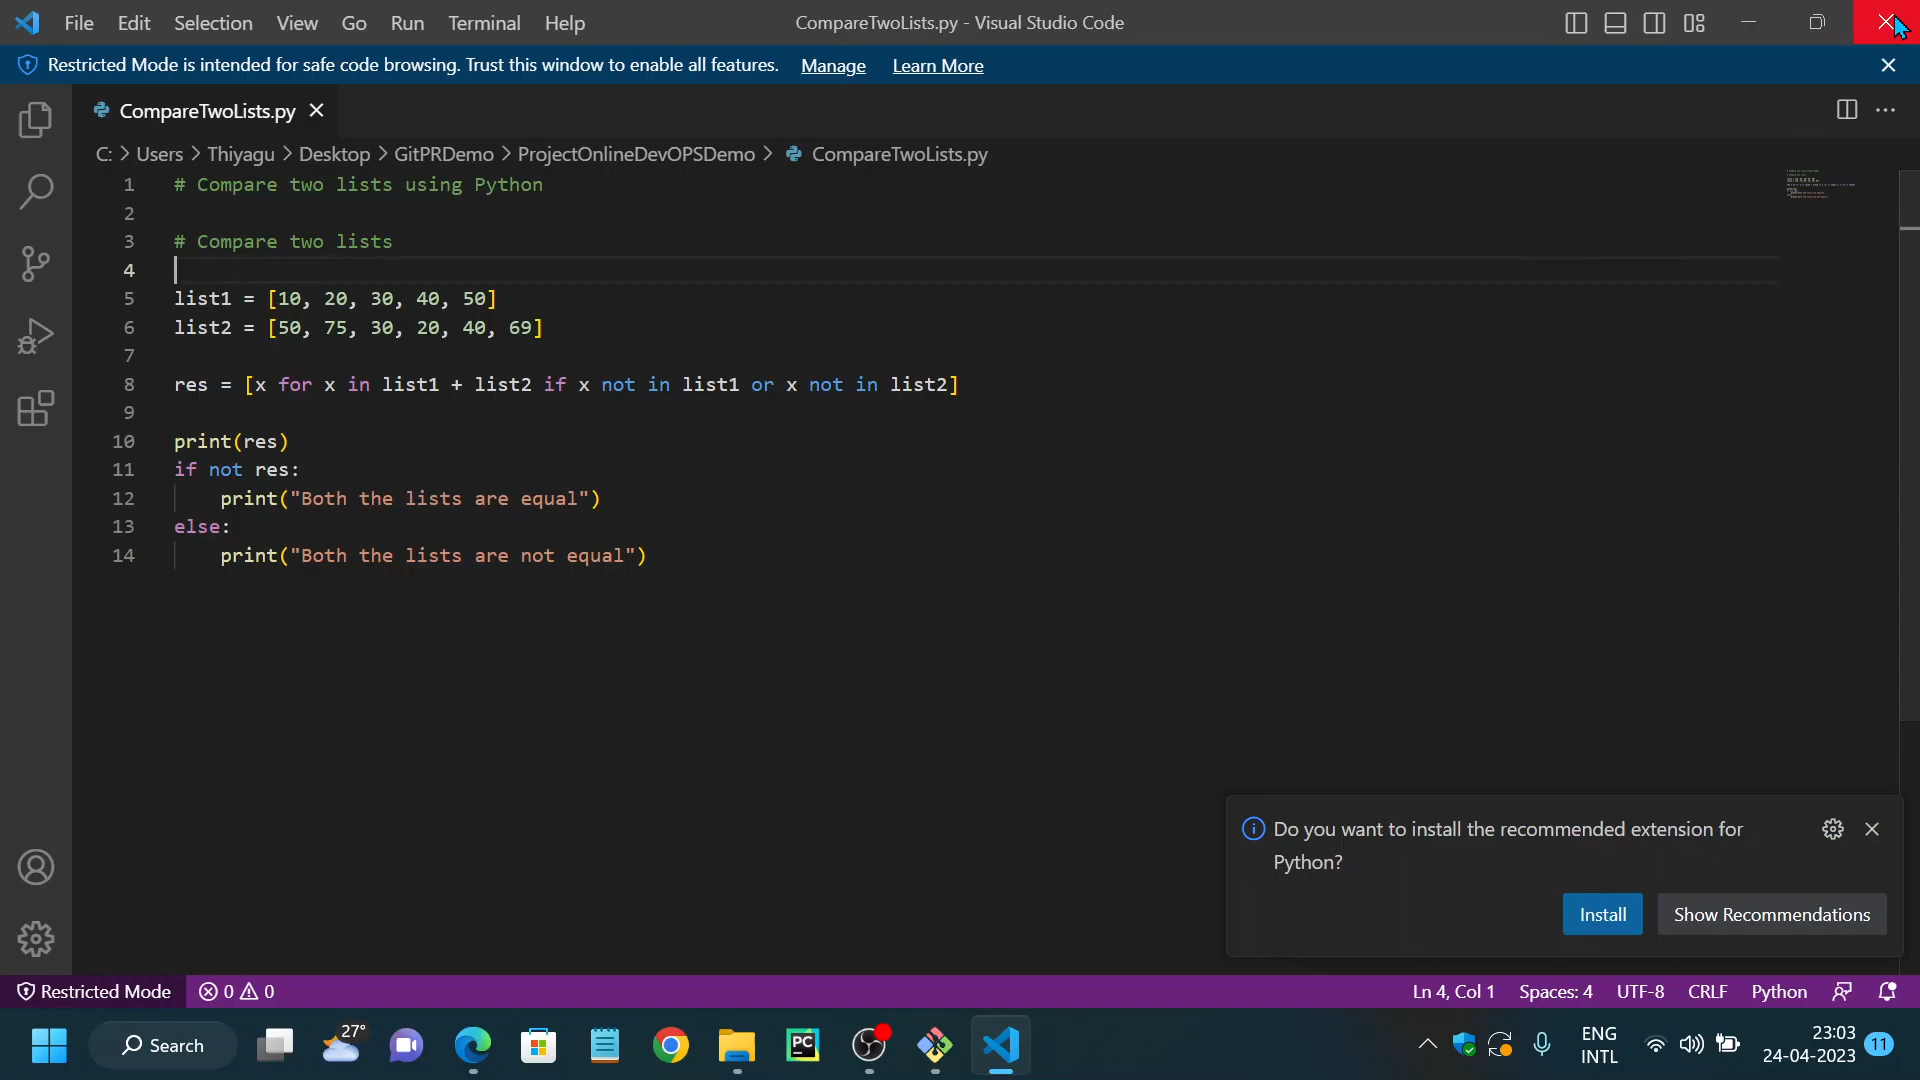 File Edit Selection View Go Run Terminal Help CompareTwoLists.py - Visual Studio Code
Restricted Mode is intended for safe code browsing. Trust this window to enable all features. Manage Learn More
CompareTwoLists.py
C: > Users > Thiyagu > Desktop > GitPRDemo > ProjectOnlineDevOPSDemo > CompareTwoLists.py
1 # Compare two lists using Python
2
3 # Compare two lists
4
5 list1 = [10, 20, 30, 40, 50]
6 list2 = [50, 75, 30, 20, 40, 69]
7
8 res = [x for x in list1 + list2 if x not in list1 or x not in list2]
9
10 print(res)
11 if not res:
12     print("Both the lists are equal")
13 else:
14     print("Both the lists are not equal")
Do you want to install the recommended extension for
Python?
Install Show Recommendations
Restricted Mode 0 0 Ln 4, Col 1 Spaces: 4 UTF-8 CRLF Python
Search 27° PC ENG INTL 23:03 24-04-2023 11